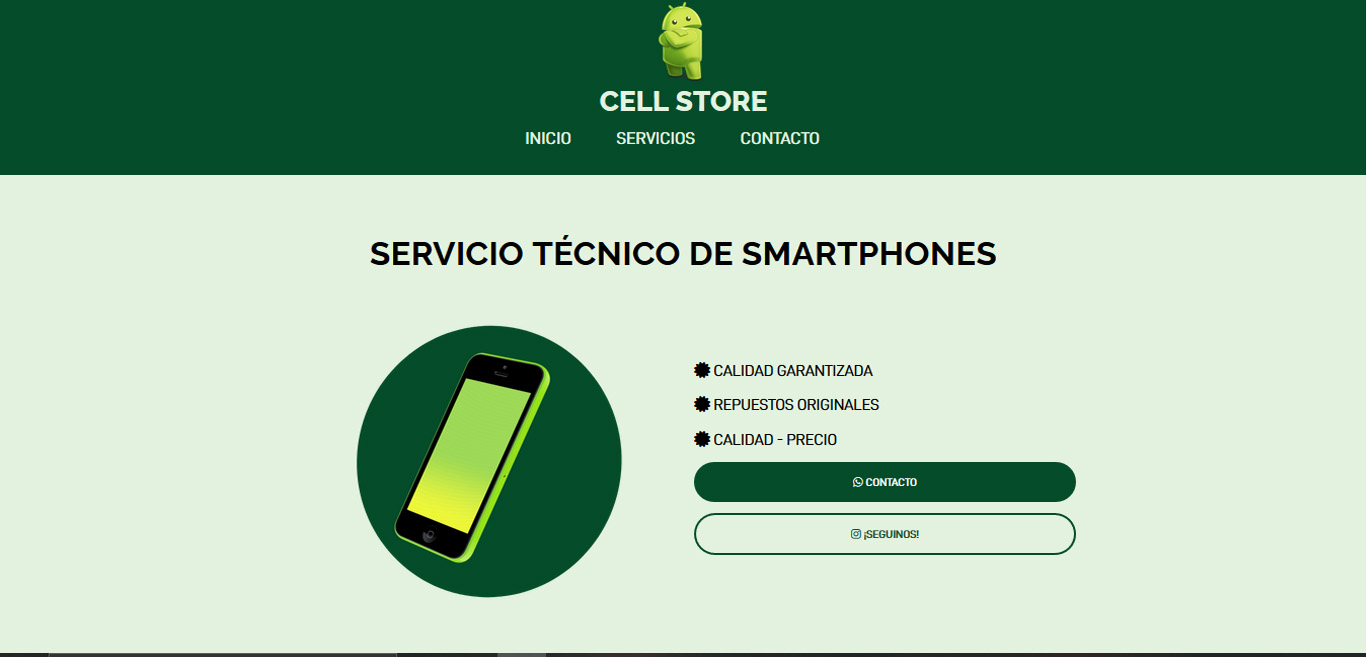 CELL STORE
INICIO SERVICIOS CONTACTO
SERVICIO TÉCNICO DE SMARTPHONES
CALIDAD GARANTIZADA
REPUESTOS ORIGINALES
CALIDAD - PRECIO
CONTACTO
¡SEGUINOS!